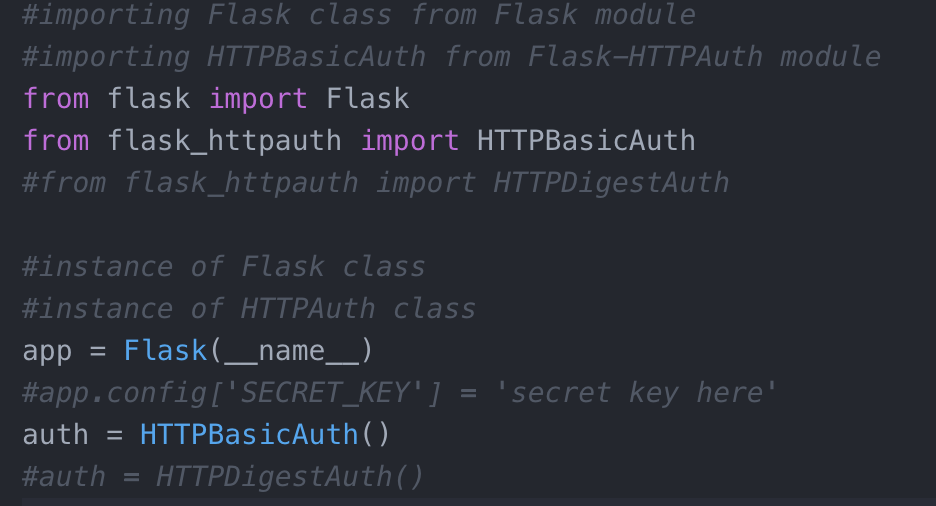 #importing Flask class from Flask module
#importing HTTPBasicAuth from Flask-HTTPAuth module
from flask import Flask
from flask_httpauth import HTTPBasicAuth
#from flask_httpauth import HTTPDigestAuth
#instance of Flask class
#instance of HTTPAuth class
app = Flask(__name__)
#app.config['SECRET_KEY'] = 'secret key here'
auth = HTTPBasicAuth()
#auth = HTTPDigestAuth()